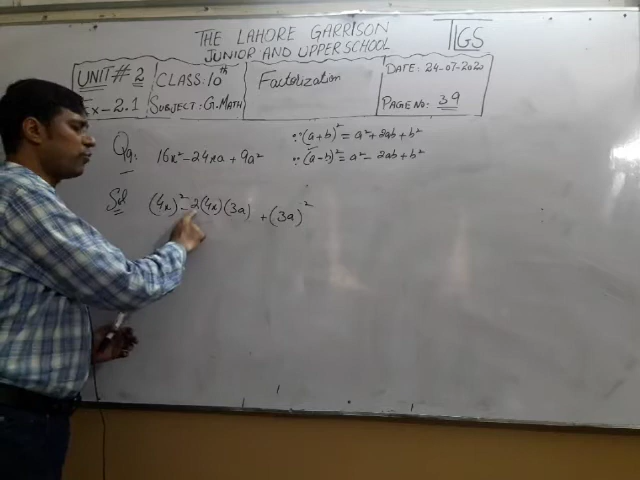 THE LAHORE GARRISON
JUNIOR AND UPPER SCHOOL
TLGS
UNIT # 2
Ex-2.1
CLASS: 10th
SUBJECT: G.MATH
Factorization
DATE: 24-07-2020
PAGE NO: 39
Q9: 16x² - 24xa + 9a²
∵ (a+b)² = a² + 2ab + b²
∵ (a-b)² = a² - 2ab + b²
Sol (4x)² - 2(4x)(3a) + (3a)²